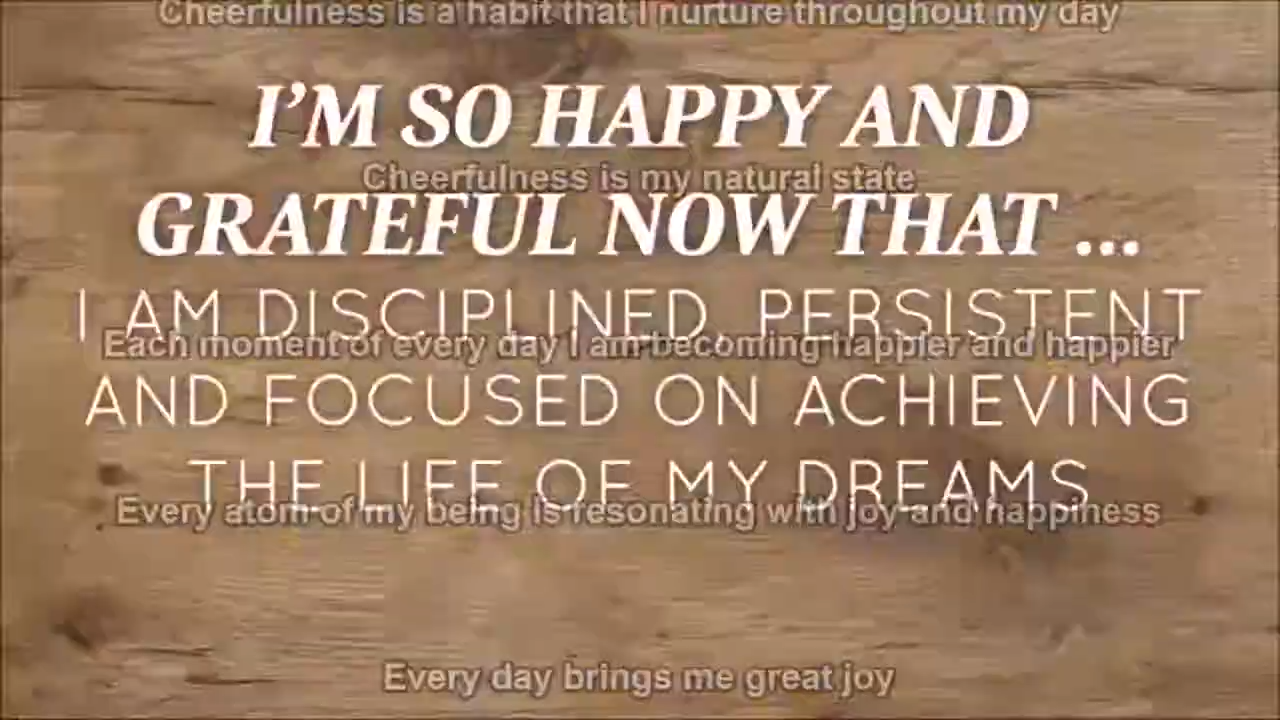 Cheerfulness is a habit that I nurture throughout my day
I'M SO HAPPY AND
Cheerfulness is my natural state
GRATEFUL NOW THAT ...
I AM DISCIPLINED, PERSISTENT
Each moment of every day I am becoming happier and happier
AND FOCUSED ON ACHIEVING
THE LIFE OF MY DREAMS
Every atom of my being is resonating with joy and happiness
Every day brings me great joy